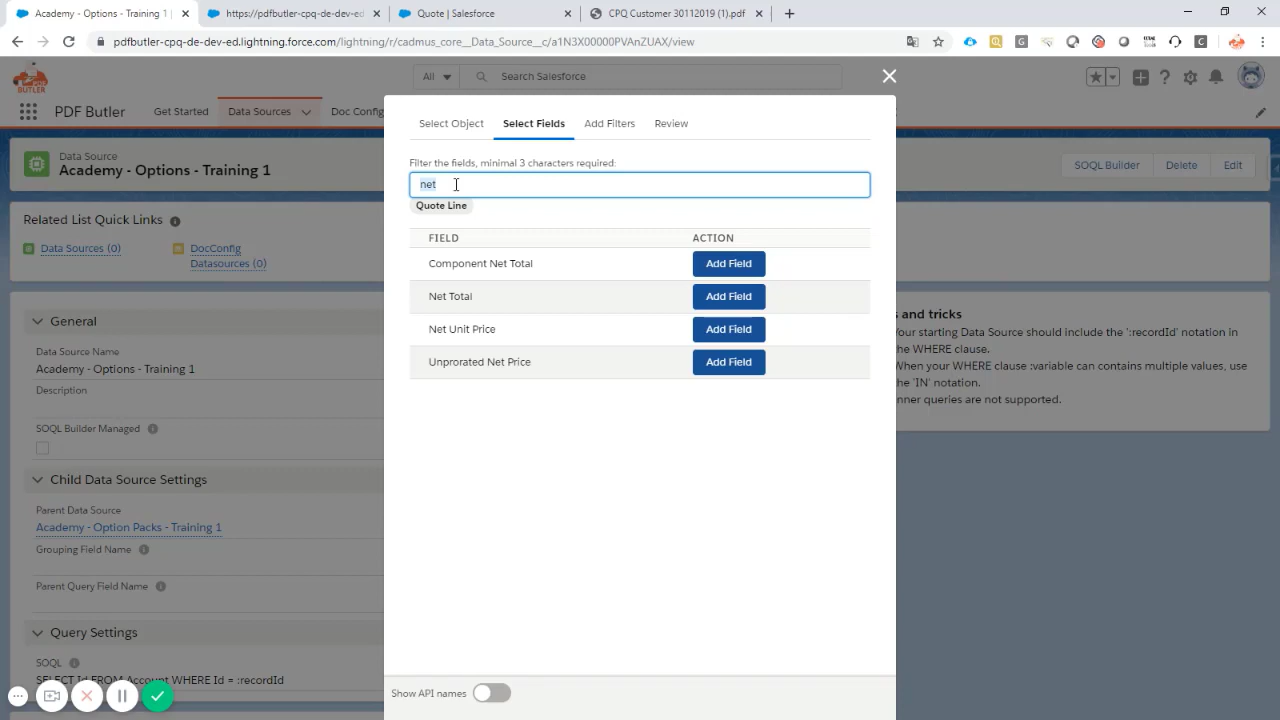 Academy - Options - Training 1
https://pdfbutler-cpq-de-dev-ed
Quote | Salesforce
CPQ Customer 30112019 (1).pdf
pdfbutler-cpq-de-dev-ed.lightning.force.com/lightning/r/cadmus_core__Data_Source__c/a1N3X00000PVAnZUAX/view
BUTLER
All
Search Salesforce
PDF Butler
Get Started
Data Sources
Doc Config
Data Source
Academy - Options - Training 1
SOQL Builder
Delete
Edit
Related List Quick Links
Data Sources (0)
DocConfig
Datasources (0)
General
Data Source Name
Academy - Options - Training 1
Description
SOQL Builder Managed
Child Data Source Settings
Parent Data Source
Academy - Option Packs - Training 1
Grouping Field Name
Parent Query Field Name
Query Settings
SOQL
SELECT Id FROM Account WHERE Id = :recordId
Select Object
Select Fields
Add Filters
Review
Filter the fields, minimal 3 characters required:
net
Quote Line
FIELD
ACTION
Component Net Total
Add Field
Net Total
Add Field
Net Unit Price
Add Field
Unprorated Net Price
Add Field
Show API names
s and tricks
Your starting Data Source should include the ':recordId' notation in
the WHERE clause.
When your WHERE clause :variable can contains multiple values, use
the 'IN' notation.
nner queries are not supported.